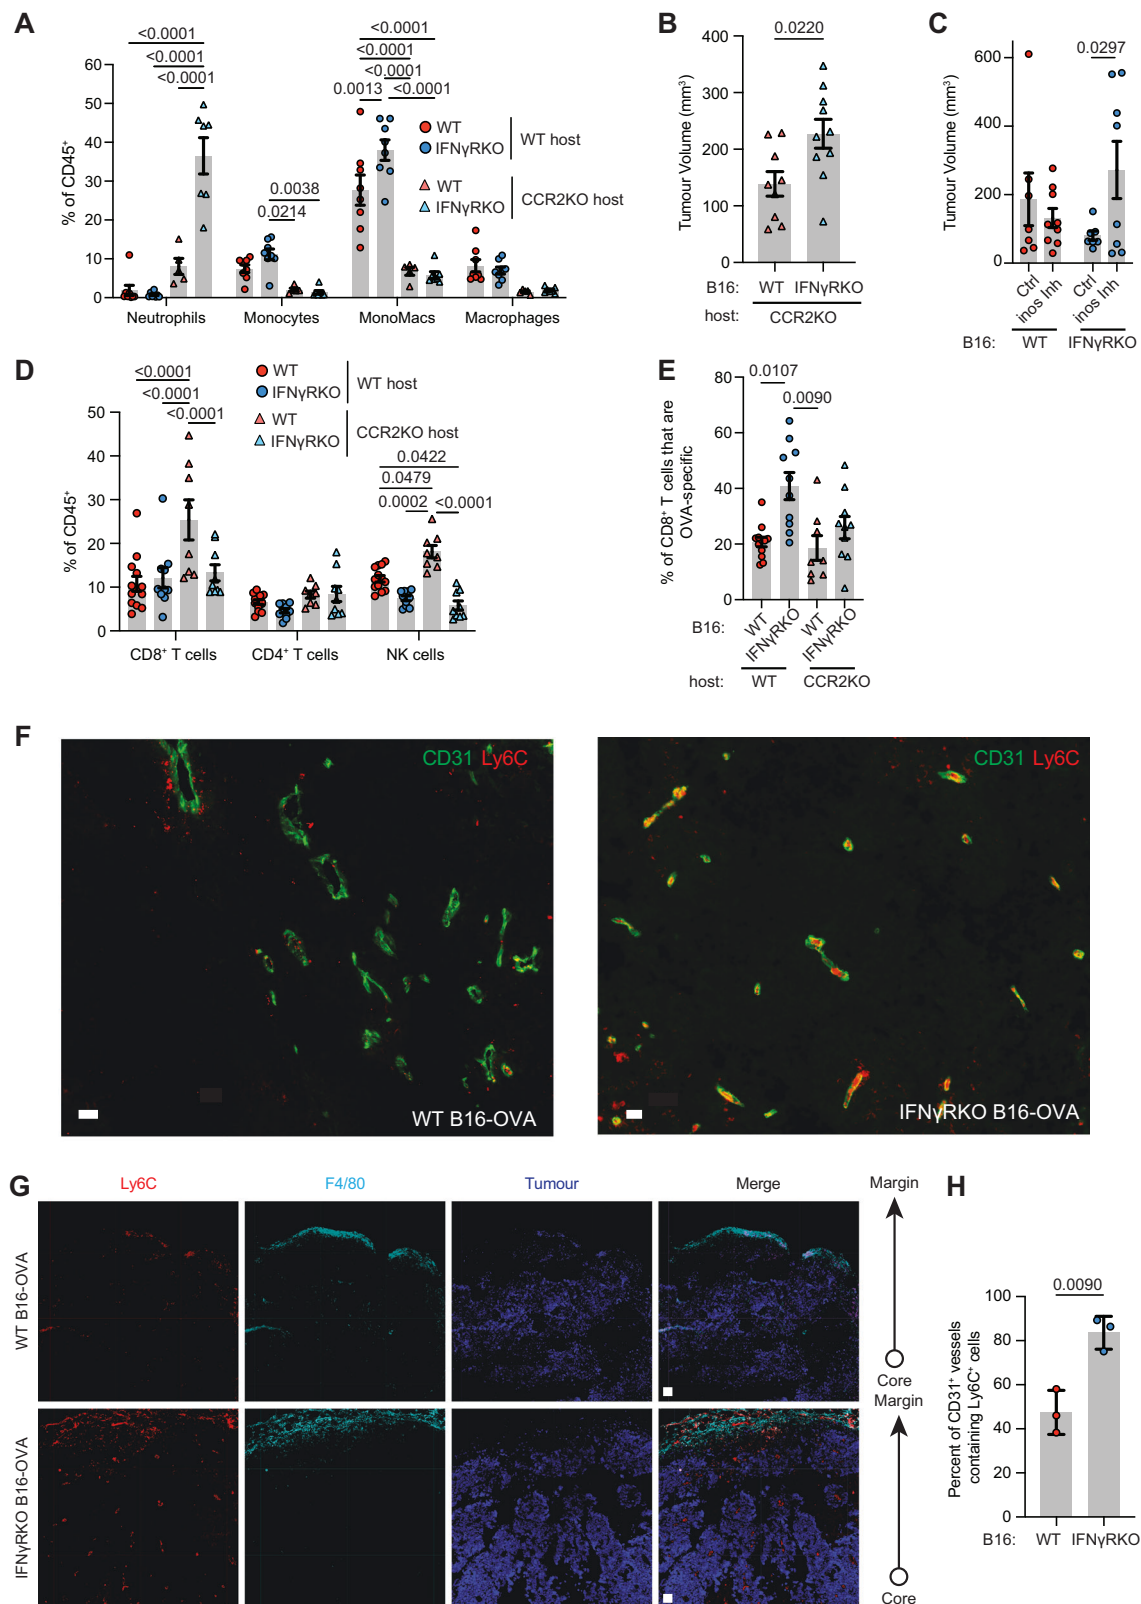 A
<0.0001
<0.0001
<0.0001
<0.0001
<0.0001
<0.0001
0.0013
<0.0001
0.0038
0.0214
% of CD45⁺
60
50
40
30
20
10
0
Neutrophils
Monocytes
MonoMacs
Macrophages
WT
IFNγRKO
WT host
WT
IFNγRKO
CCR2KO host
B
0.0220
Tumour Volume (mm³)
400
300
200
100
0
B16: WT IFNγRKO
host: CCR2KO
C
0.0297
Tumour Volume (mm³)
600
400
200
0
Ctrl
inos Inh
Ctrl
inos Inh
B16: WT IFNγRKO
D
WT
IFNγRKO
WT host
WT
IFNγRKO
CCR2KO host
<0.0001
<0.0001
<0.0001
0.0422
0.0479
0.0002
<0.0001
% of CD45⁺
50
40
30
20
10
0
CD8⁺ T cells
CD4⁺ T cells
NK cells
E
0.0107
0.0090
% of CD8⁺ T cells that are
OVA-specific
80
60
40
20
0
B16:
WT
IFNγRKO
WT
IFNγRKO
host: WT CCR2KO
F
CD31 Ly6C
WT B16-OVA
CD31 Ly6C
IFNγRKO B16-OVA
G
Ly6C
F4/80
Tumour
Merge
WT B16-OVA
IFNγRKO B16-OVA
Margin
Core
Margin
Core
H
0.0090
Percent of CD31⁺ vessels
containing Ly6C⁺ cells
100
80
60
40
20
0
B16: WT IFNγRKO